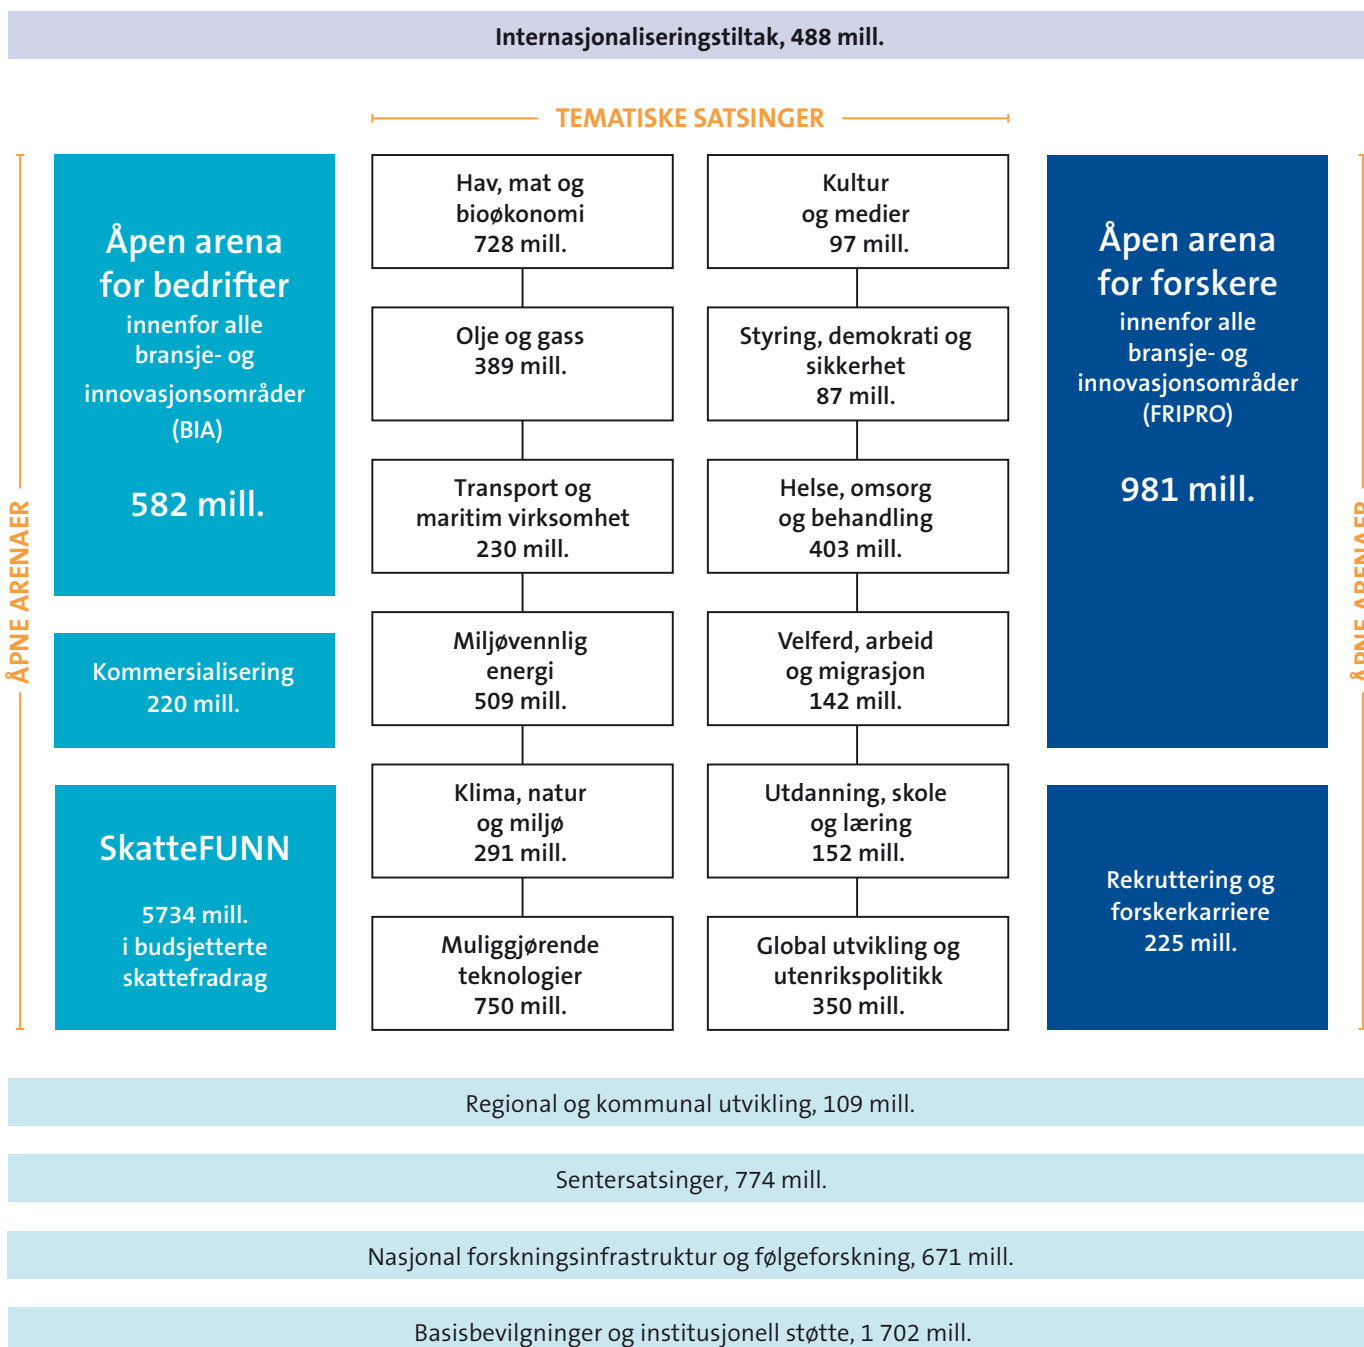 Internasjonaliseringstiltak, 488 mill.
TEMATISKE SATSINGER
ÅPNE ARENAER
Åpen arena
for bedrifter
innenfor alle
bransje- og
innovasjonsområder
(BIA)
582 mill.
Kommersialisering
220 mill.
SkatteFUNN
5734 mill.
i budsjetterte
skattefradrag
Hav, mat og
bioøkonomi
728 mill.
Olje og gass
389 mill.
Transport og
maritim virksomhet
230 mill.
Miljøvennlig
energi
509 mill.
Klima, natur
og miljø
291 mill.
Muliggjørende
teknologier
750 mill.
Kultur
og medier
97 mill.
Styring, demokrati og
sikkerhet
87 mill.
Helse, omsorg
og behandling
403 mill.
Velferd, arbeid
og migrasjon
142 mill.
Utdanning, skole
og læring
152 mill.
Global utvikling og
utenrikspolitikk
350 mill.
Åpen arena
for forskere
innenfor alle
bransje- og
innovasjonsområder
(FRIPRO)
981 mill.
Rekruttering og
forskerkarriere
225 mill.
ÅPNE ARENAER
Regional og kommunal utvikling, 109 mill.
Sentersatsinger, 774 mill.
Nasjonal forskningsinfrastruktur og følgeforskning, 671 mill.
Basisbevilgninger og institusjonell støtte, 1 702 mill.